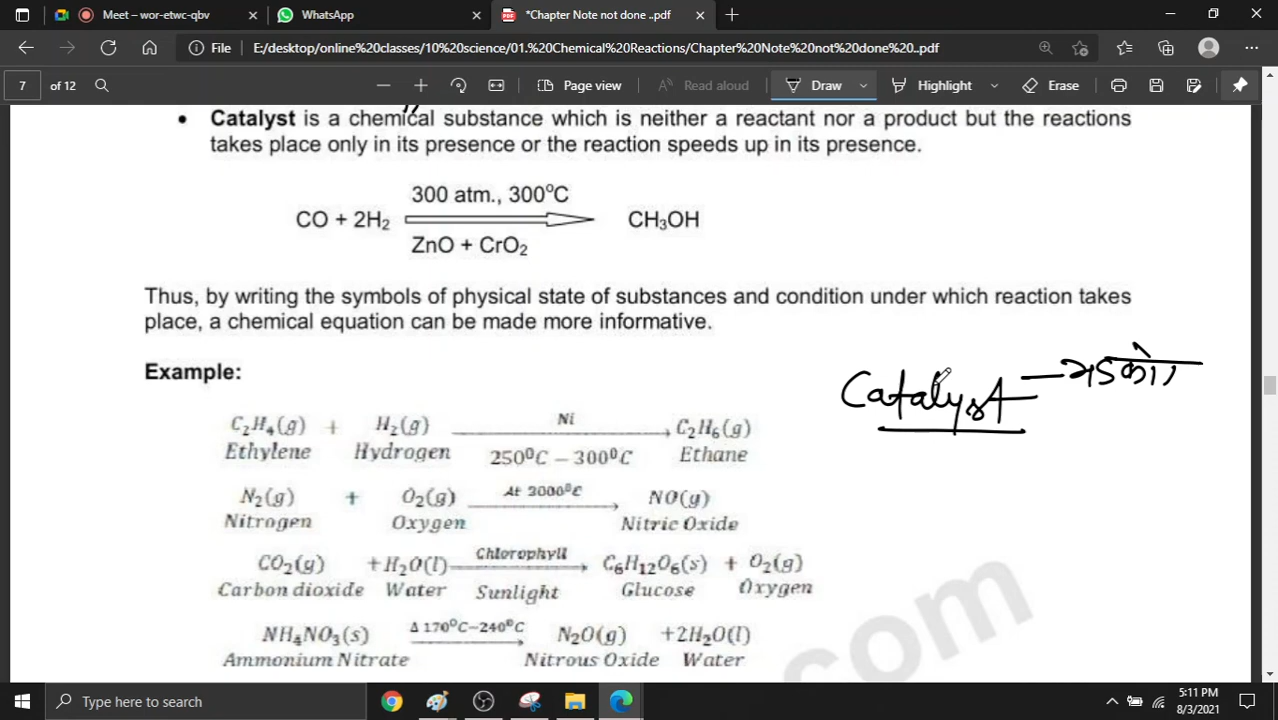 Meet – wor-etwc-qbv
WhatsApp
*Chapter Note not done ..pdf
File
E:/desktop/online%20classes/10%20science/01.%20Chemical%20Reactions/Chapter%20Note%20not%20done%20..pdf
7 of 12
Page view
Read aloud
Draw
Highlight
Erase
• Catalyst is a chemical substance which is neither a reactant nor a product but the reactions
takes place only in its presence or the reaction speeds up in its presence.
300 atm., 300°C
CO + 2H₂ CH₃OH
ZnO + CrO₂
Thus, by writing the symbols of physical state of substances and condition under which reaction takes
place, a chemical equation can be made more informative.
Example:
Catalyst —
C₂H₄(g) + H₂(g) Ni C₂H₆(g)
Ethylene Hydrogen 250⁰C – 300⁰C Ethane
N₂(g) + O₂(g) At 3000⁰C NO(g)
Nitrogen Oxygen Nitric Oxide
CO₂(g) +H₂O(l) Chlorophyll C₆H₁₂O₆(s) + O₂(g)
Carbon dioxide Water Sunlight Glucose Oxygen
NH₄NO₃(s) Δ 170⁰C–240⁰C N₂O(g) +2H₂O(l)
Ammonium Nitrate Nitrous Oxide Water
.com
Type here to search
5:11 PM
8/3/2021